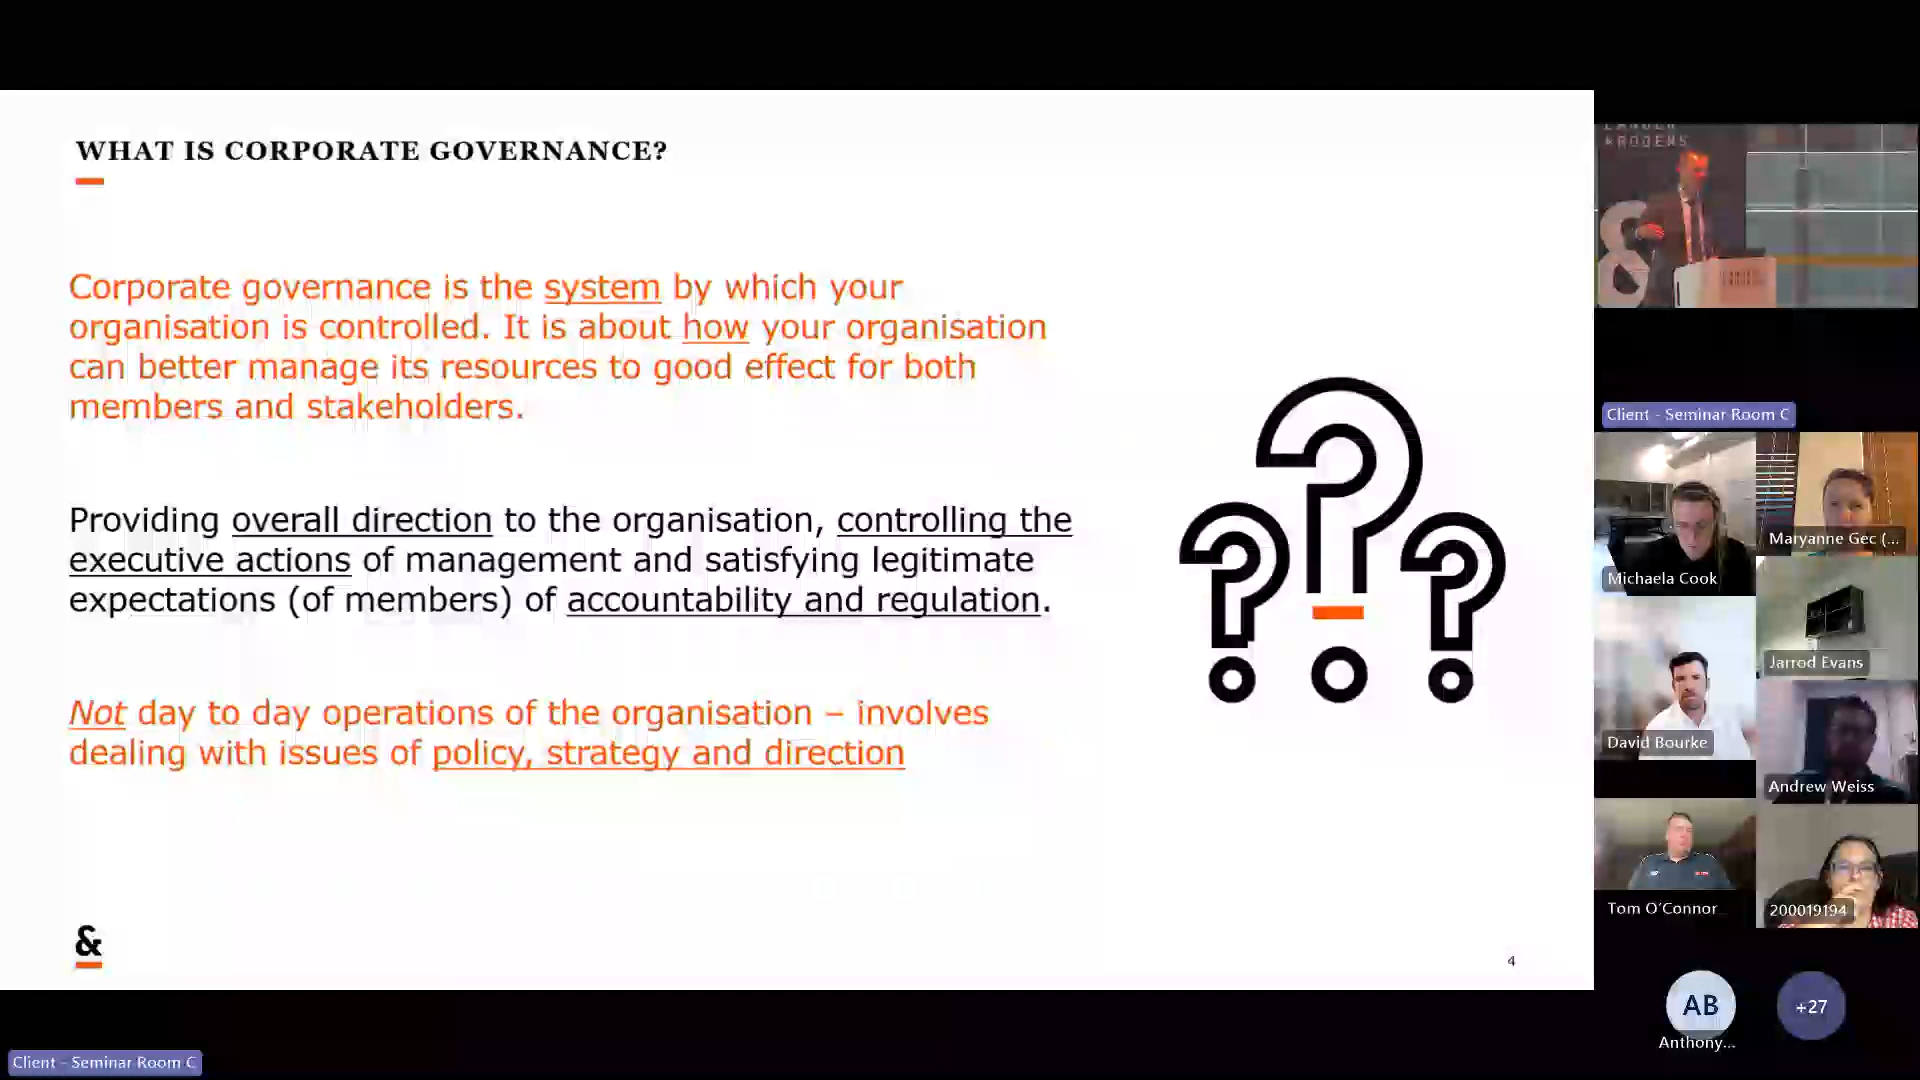 WHAT IS CORPORATE GOVERNANCE?
Corporate governance is the system by which your
organisation is controlled. It is about how your organisation
can better manage its resources to good effect for both
members and stakeholders.
Providing overall direction to the organisation, controlling the
executive actions of management and satisfying legitimate
expectations (of members) of accountability and regulation.
Not day to day operations of the organisation – involves
dealing with issues of policy, strategy and direction
&
4
&
Client - Seminar Room C
Michaela Cook
Maryanne Gec (...
Jarrod Evans
David Bourke
Andrew Weiss
Tom O'Connor
200019194
AB
Anthony...
+27
Client - Seminar Room C